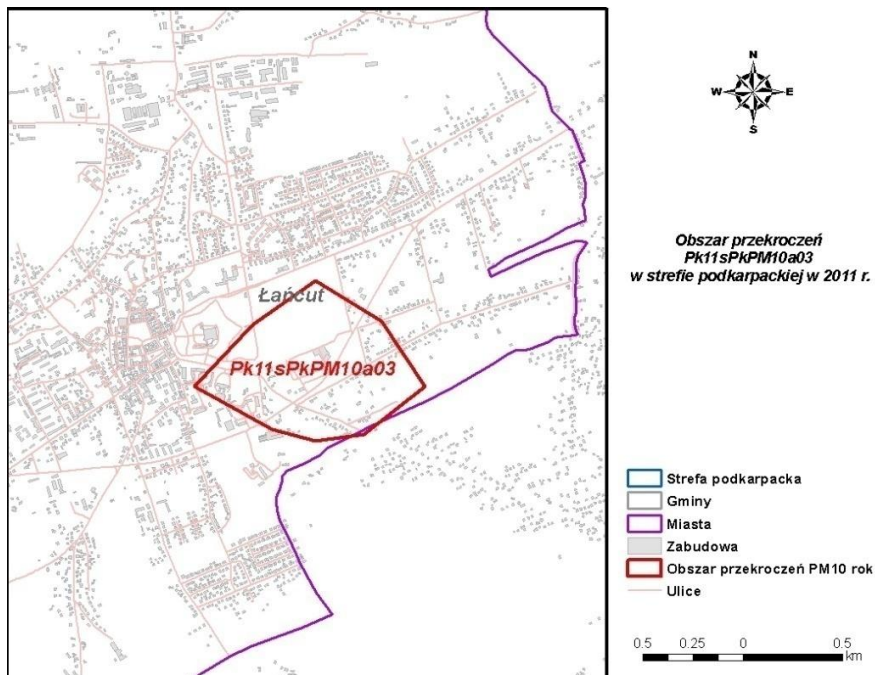 Łańcut
Pk11sPkPM10a03
N
W
E
S
Obszar przekroczeń
Pk11sPkPM10a03
w strefie podkarpackiej w 2011 r.
Strefa podkarpacka
Gminy
Miasta
Zabudowa
Obszar przekroczeń PM10 rok
Ulice
0.5 0.25 0 0.5
km